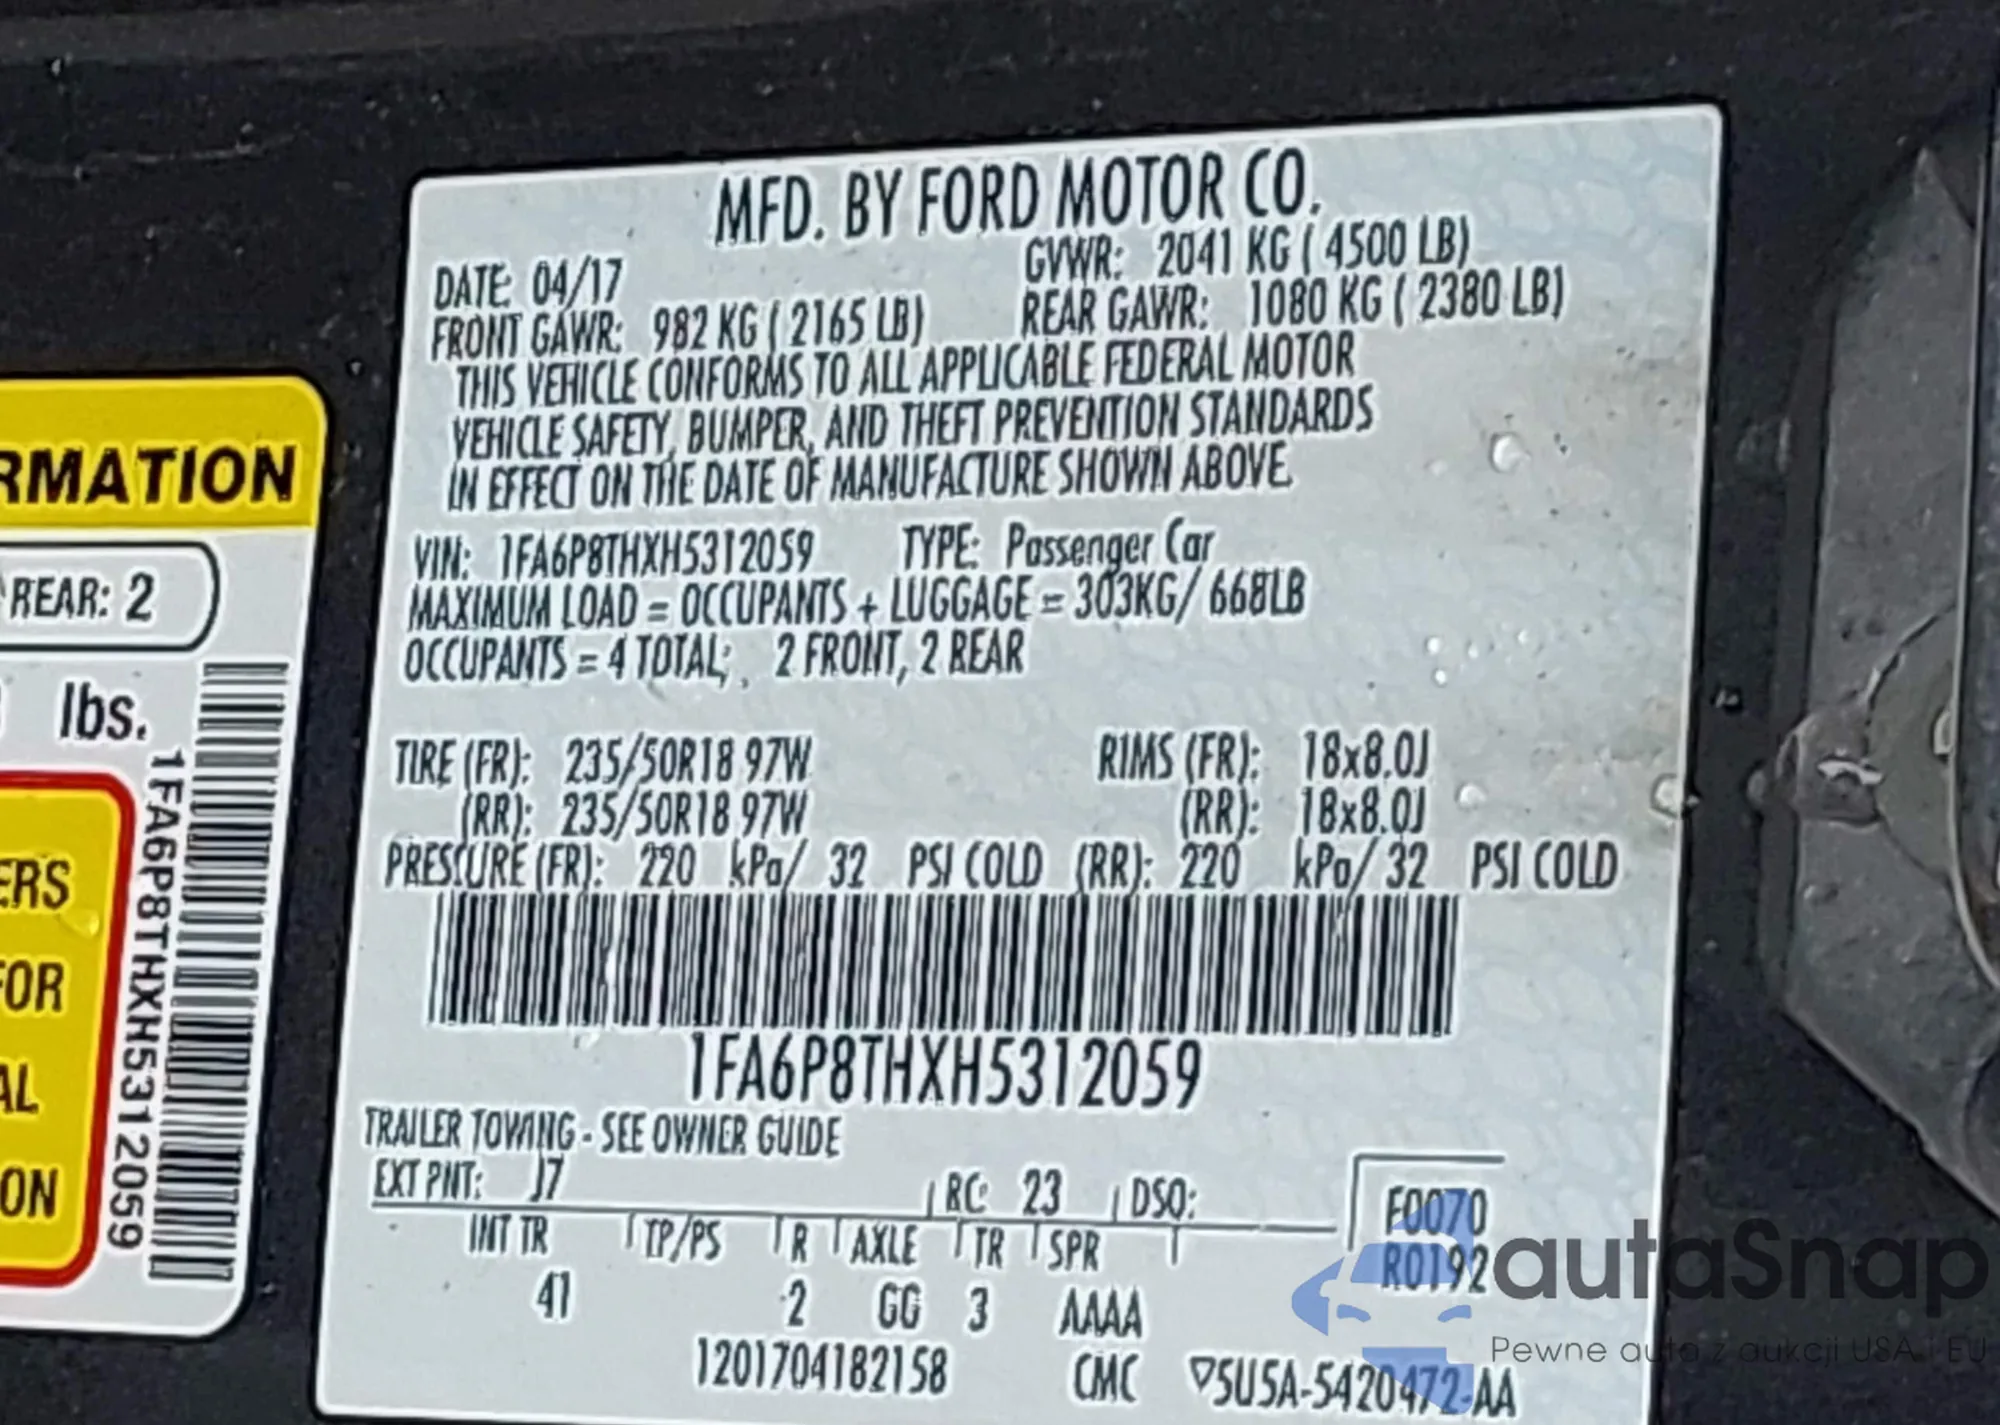 MFD. BY FORD MOTOR CO.
DATE: 04/17
GVWR: 2041 KG ( 4500 LB)
FRONT GAWR: 982 KG ( 2165 LB)
REAR GAWR: 1080 KG ( 2380 LB)
THIS VEHICLE CONFORMS TO ALL APPLICABLE FEDERAL MOTOR
VEHICLE SAFETY, BUMPER, AND THEFT PREVENTION STANDARDS
IN EFFECT ON THE DATE OF MANUFACTURE SHOWN ABOVE.
VIN: 1FA6P8THXH5312059 TYPE: Passenger Car
MAXIMUM LOAD = OCCUPANTS + LUGGAGE = 303KG/ 668LB
OCCUPANTS = 4 TOTAL; 2 FRONT, 2 REAR
TIRE (FR): 235/50R18 97W RIMS (FR): 18x8.0J
(RR): 235/50R18 97W (RR): 18x8.0J
PRESSURE (FR): 220 kPa/ 32 PSI COLD (RR): 220 kPa/ 32 PSI COLD
1FA6P8THXH5312059
TRAILER TOWING - SEE OWNER GUIDE
EXT PNT: J7 RC: 23 DSO:
INT TR TP/PS R AXLE TR SPR
41 2 GG 3 AAAA
F0070
R0192
1201704182158 CMC ▽5U5A-5420472-AA
RMATION
REAR: 2
lbs.
1FA6P8THXH5312059
ERS
FOR
AL
ON
autaSnap
Pewne auta z aukcji USA i EU